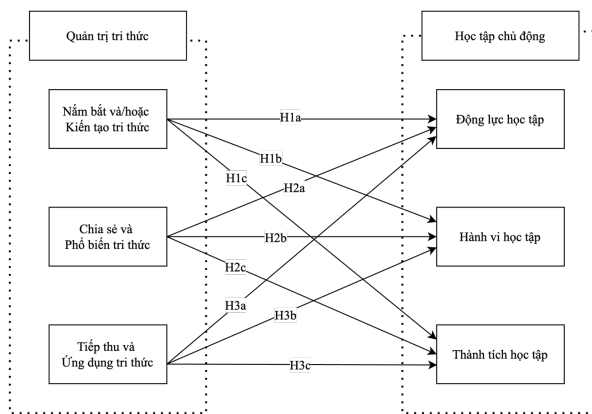 Quản trị tri thức
Học tập chủ động
Nắm bắt và/hoặc
Kiến tạo tri thức
H1a
Động lực học tập
H1b
H1c
H2a
Chia sẻ và
Phổ biến tri thức
H2b
Hành vi học tập
H2c
H3a
H3b
Tiếp thu và
Ứng dụng tri thức
H3c
Thành tích học tập